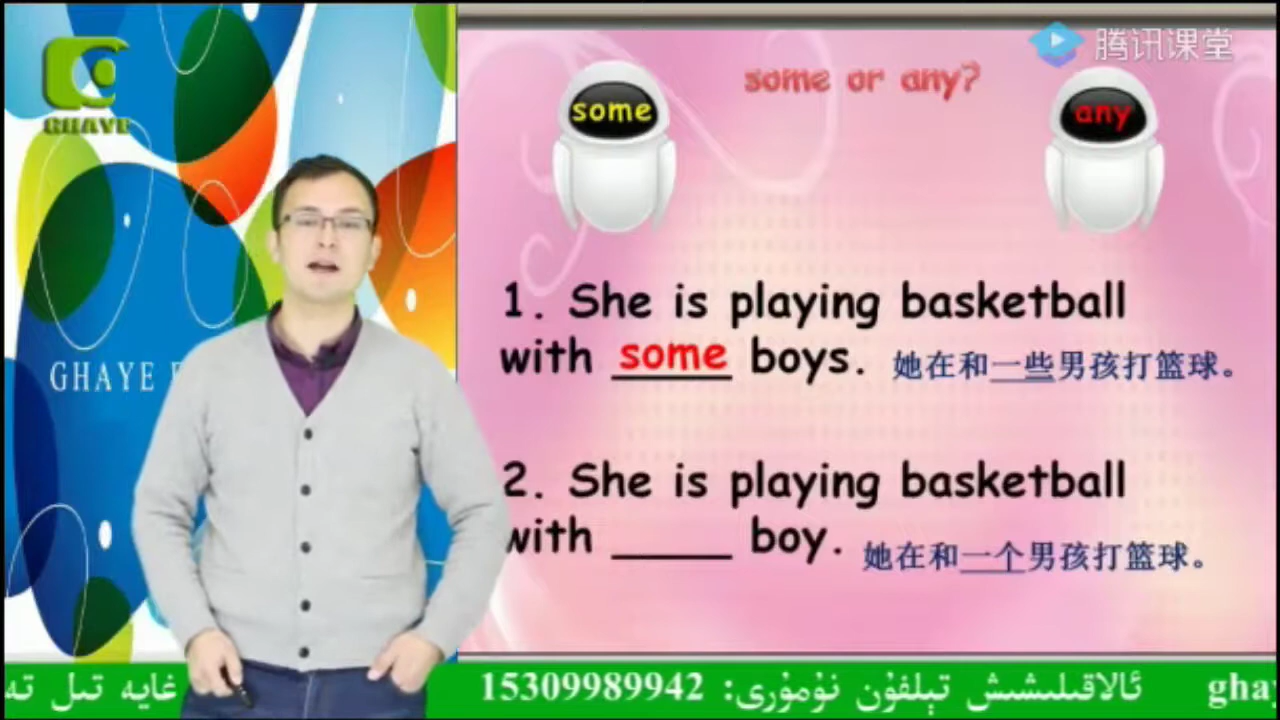 GHAYE
GHAYE
腾讯课堂
some or any?
some
any
1. She is playing basketball
with some boys. 她在和一些男孩打篮球。
2. She is playing basketball
with _____ boy. 她在和一个男孩打篮球。
غايە تىل تە
ئالاقىلىشىش تېلفۇن نۇمۇرى: 15309989942
ghay